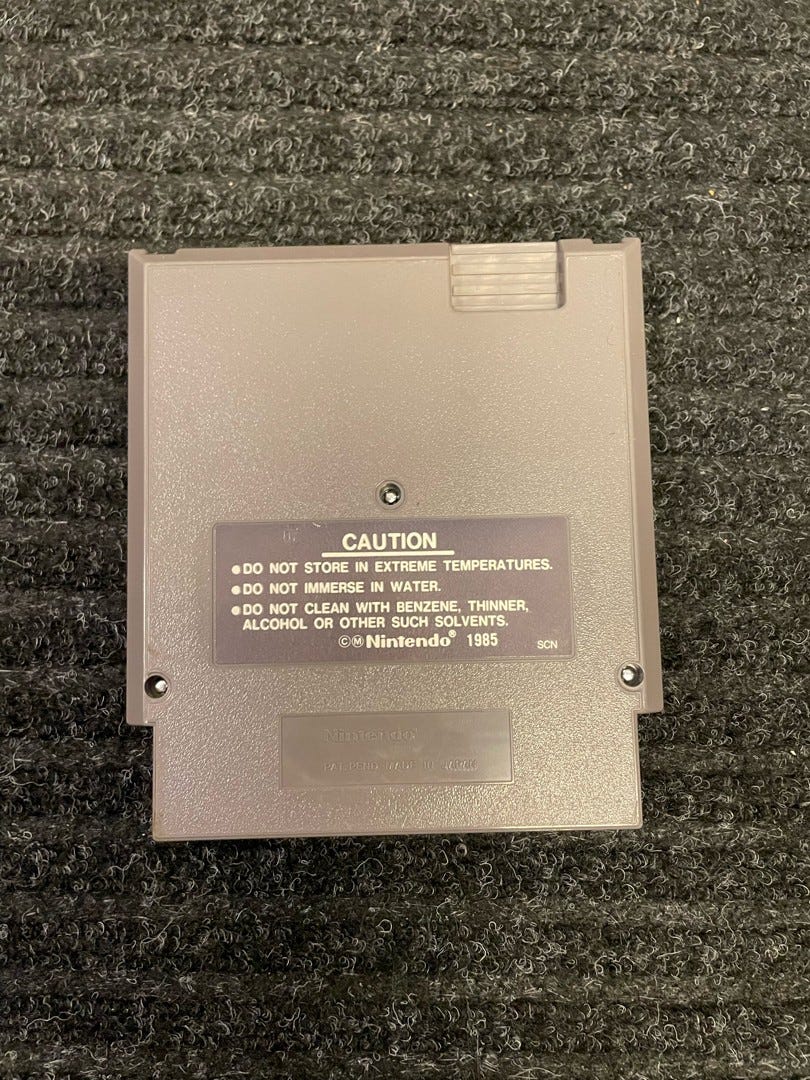 CAUTION
●DO NOT STORE IN EXTREME TEMPERATURES.
●DO NOT IMMERSE IN WATER.
●DO NOT CLEAN WITH BENZENE, THINNER,
ALCOHOL OR OTHER SUCH SOLVENTS.
©Ⓜ Nintendo® 1985 SCN
Nintendo®
PAT. PEND. MADE IN JAPAN